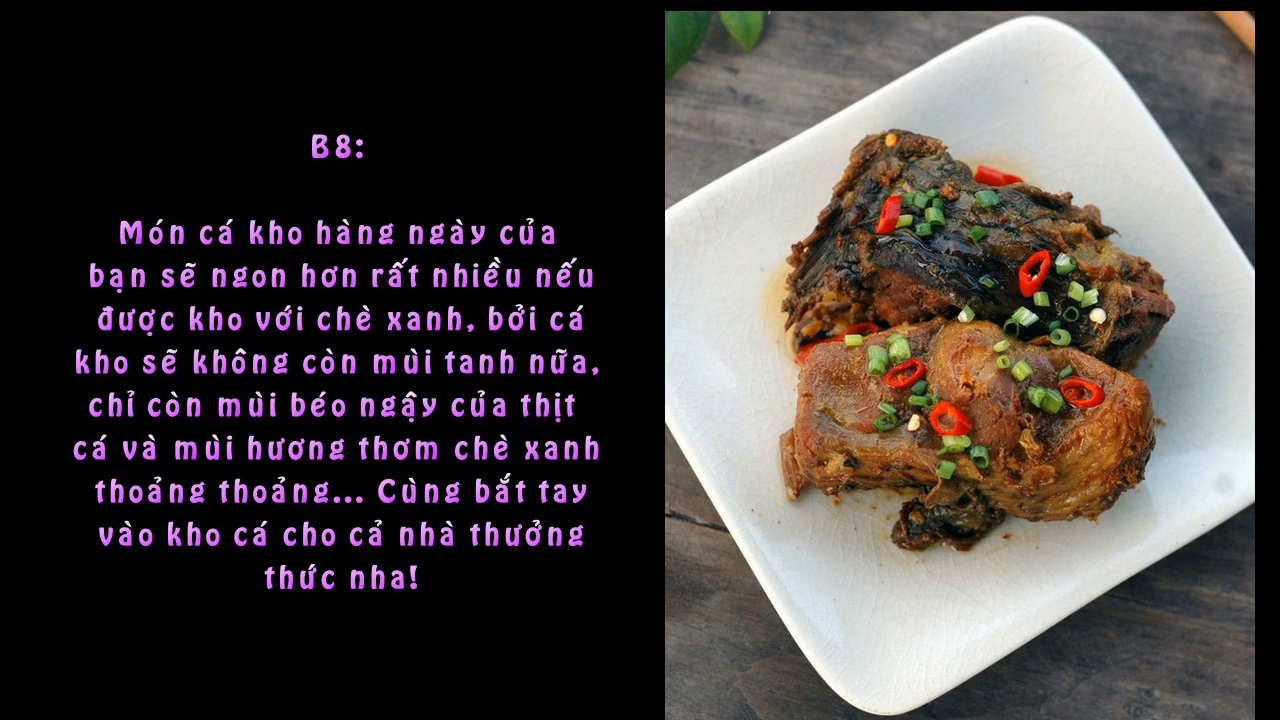 B8:
Món cá kho hàng ngày của
bạn sẽ ngon hơn rất nhiều nếu
được kho với chè xanh, bởi cá
kho sẽ không còn mùi tanh nữa,
chỉ còn mùi béo ngậy của thịt
cá và mùi hương thơm chè xanh
thoảng thoảng... Cùng bắt tay
vào kho cá cho cả nhà thưởng
thức nha!